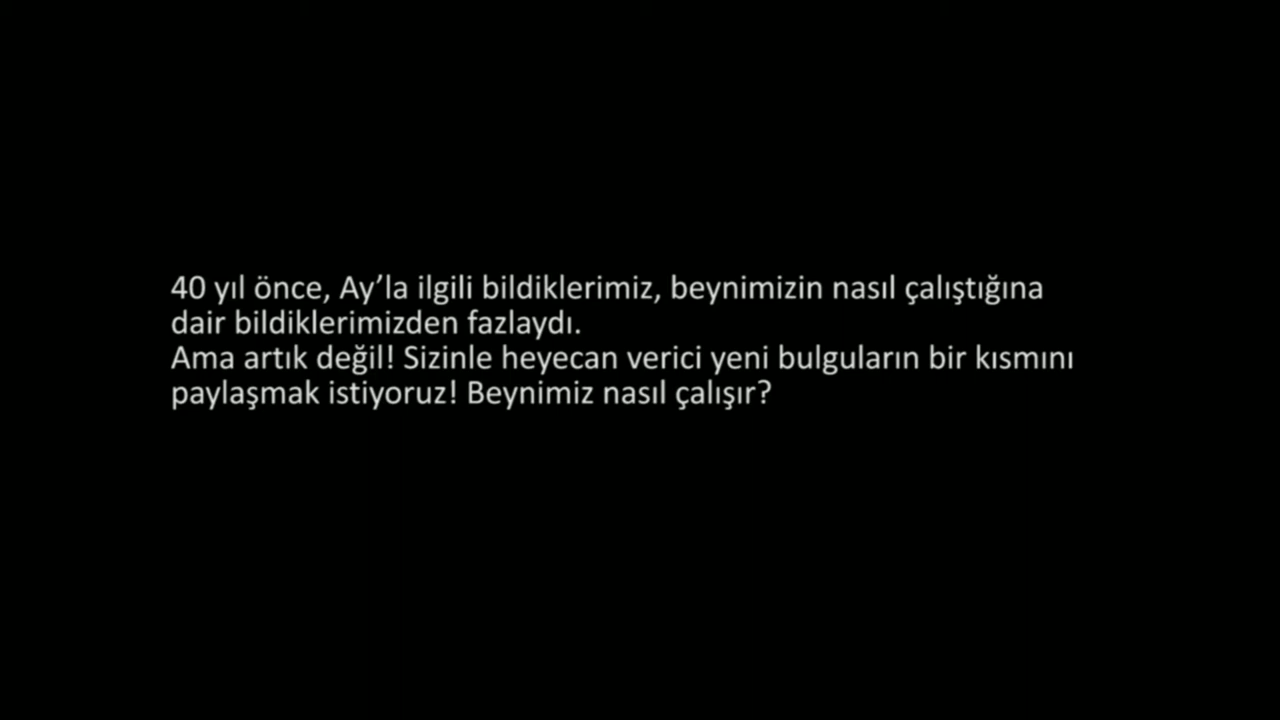 40 yıl önce, Ay’la ilgili bildiklerimiz, beynimizin nasıl çalıştığına
dair bildiklerimizden fazlaydı.
Ama artık değil! Sizinle heyecan verici yeni bulguların bir kısmını
paylaşmak istiyoruz! Beynimiz nasıl çalışır?